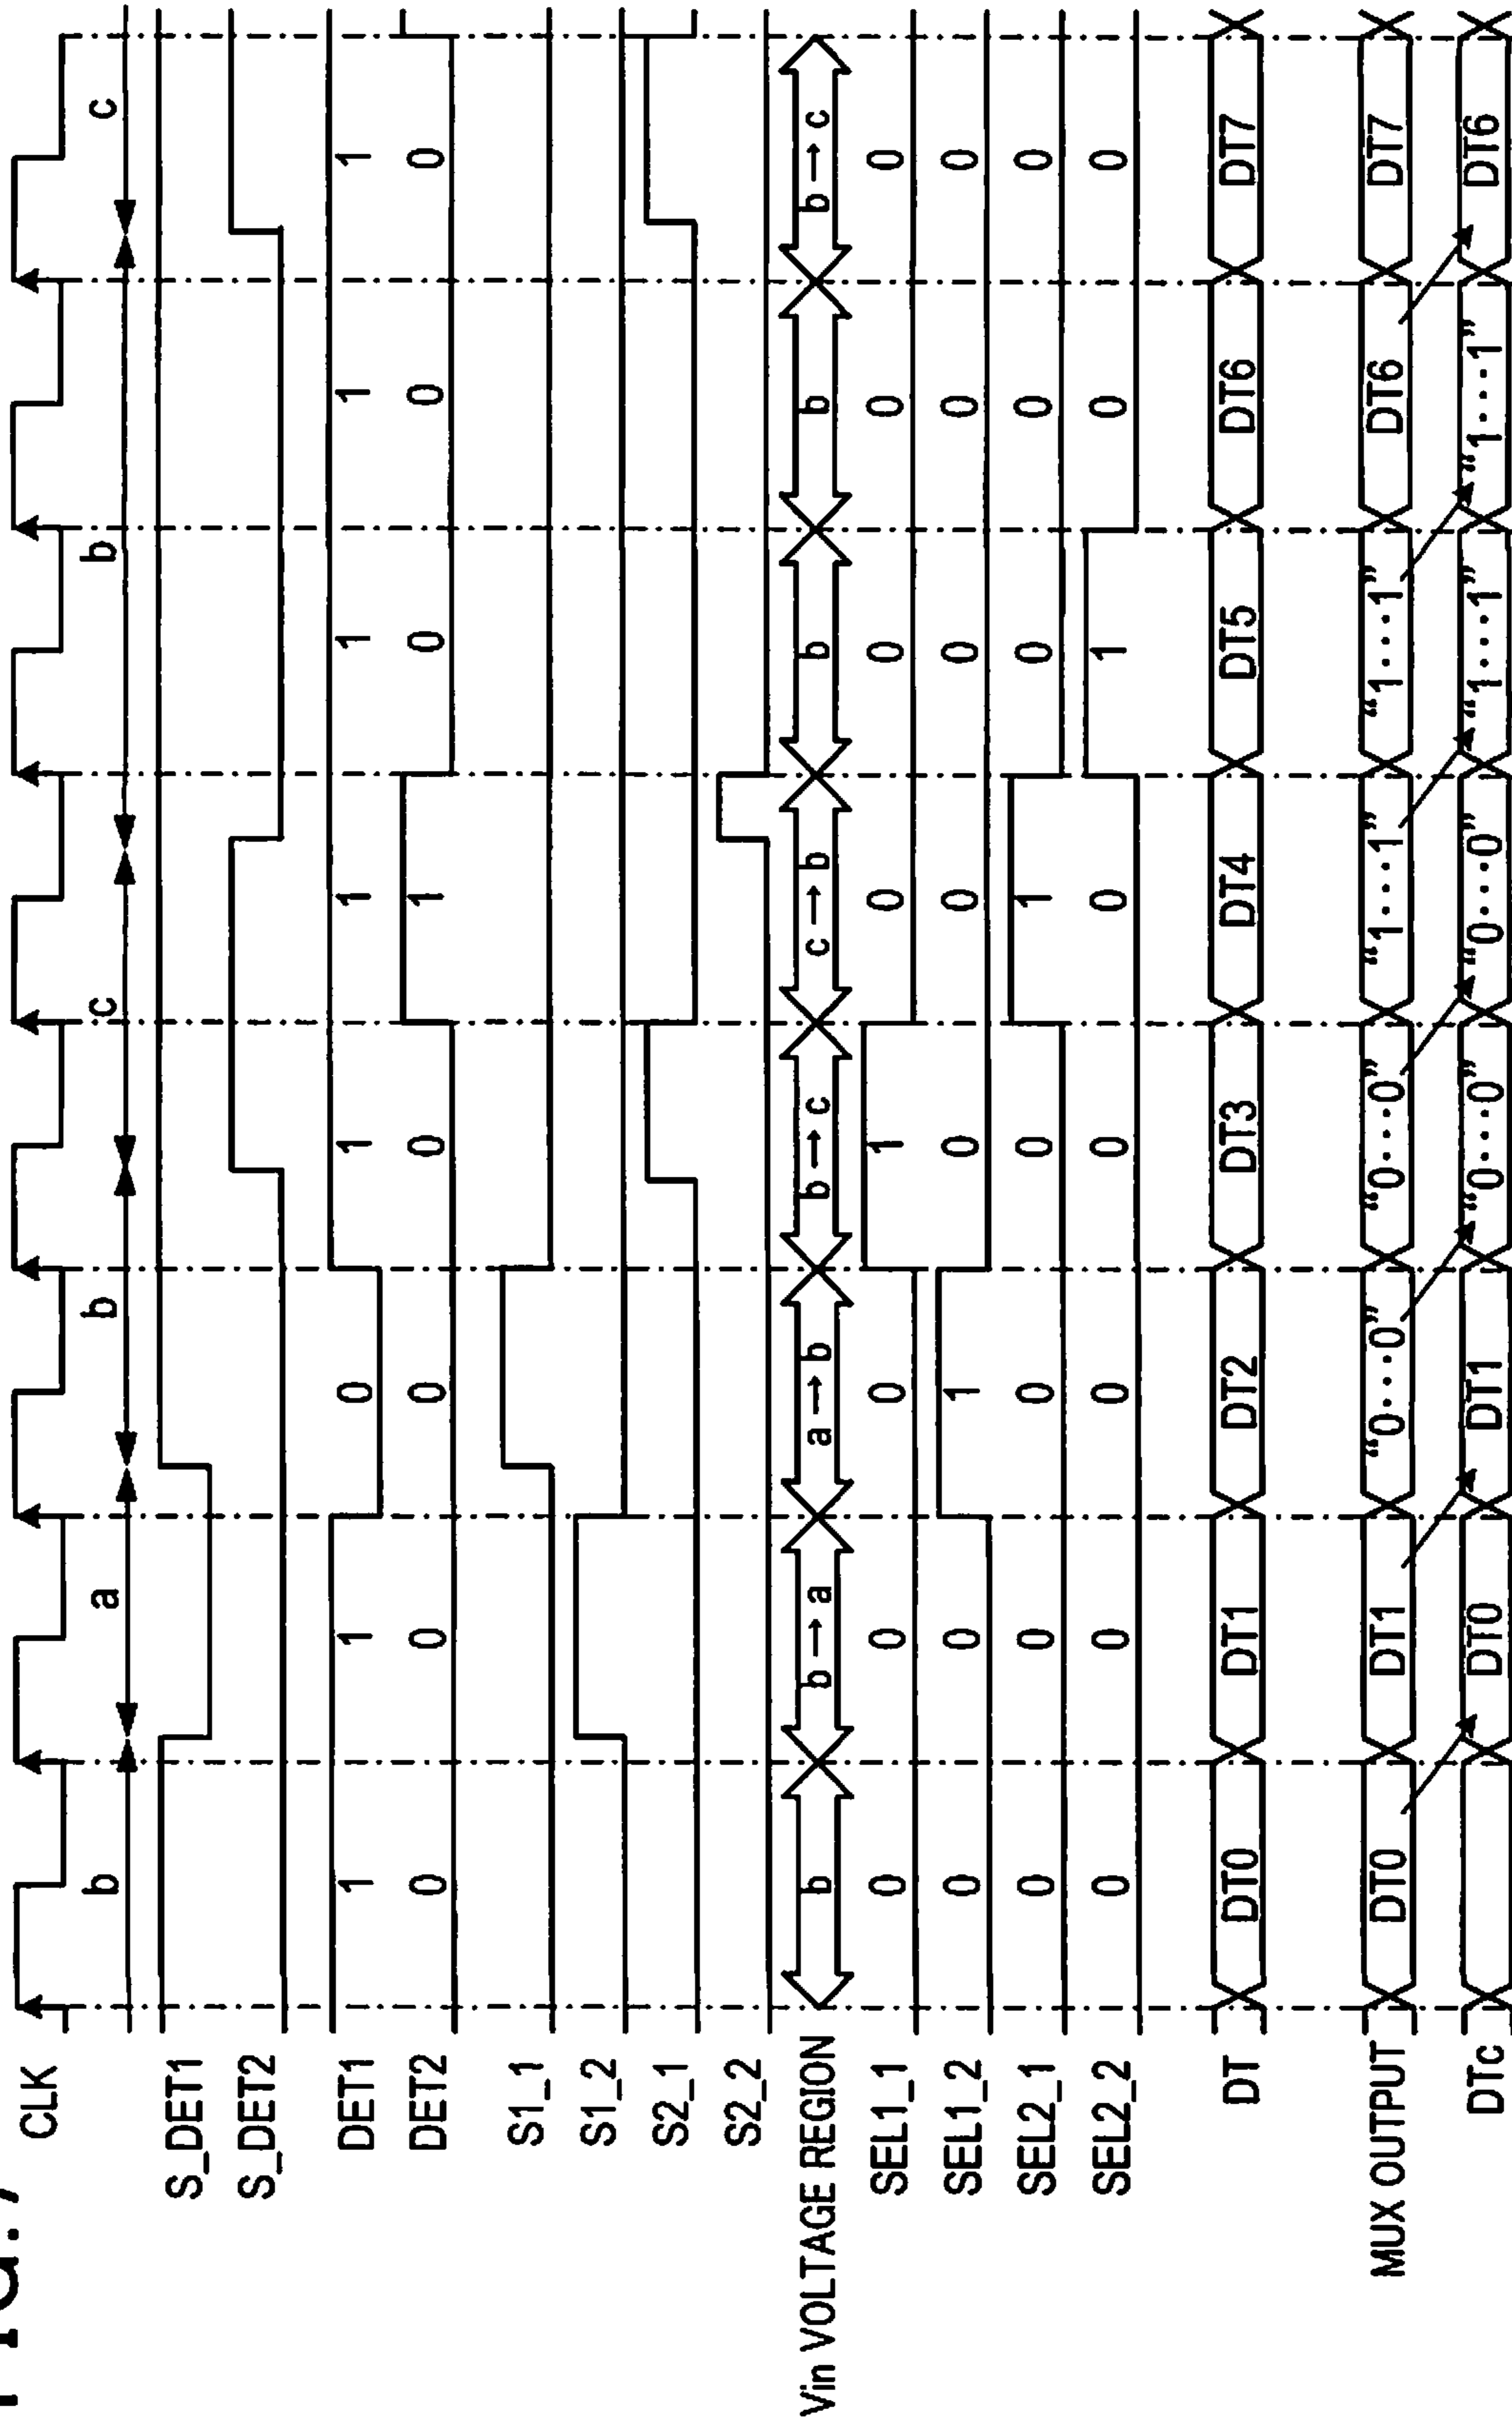 FIG.7
CLK
b a b c b c
S_DET1
S_DET2
DET1 1 1 0 1 1 1 1 1
DET2 0 0 0 0 1 0 0 0
S1_1
S1_2
S2_1
S2_2
Vin VOLTAGE REGION b b→a a→b b→c c→b b b b→c
SEL1_1 0 0 0 1 0 0 0 0
SEL1_2 0 0 1 0 0 0 0 0
SEL2_1 0 0 0 0 1 0 0 0
SEL2_2 0 0 0 0 0 1 0 0
DT DT0 DT1 DT2 DT3 DT4 DT5 DT6 DT7
MUX OUTPUT DT0 DT1 “0···0” “0···0” “1···1” “1···1” DT6 DT7
DTc DT0 DT1 “0···0” “0···0” “1···1” “1···1” DT6